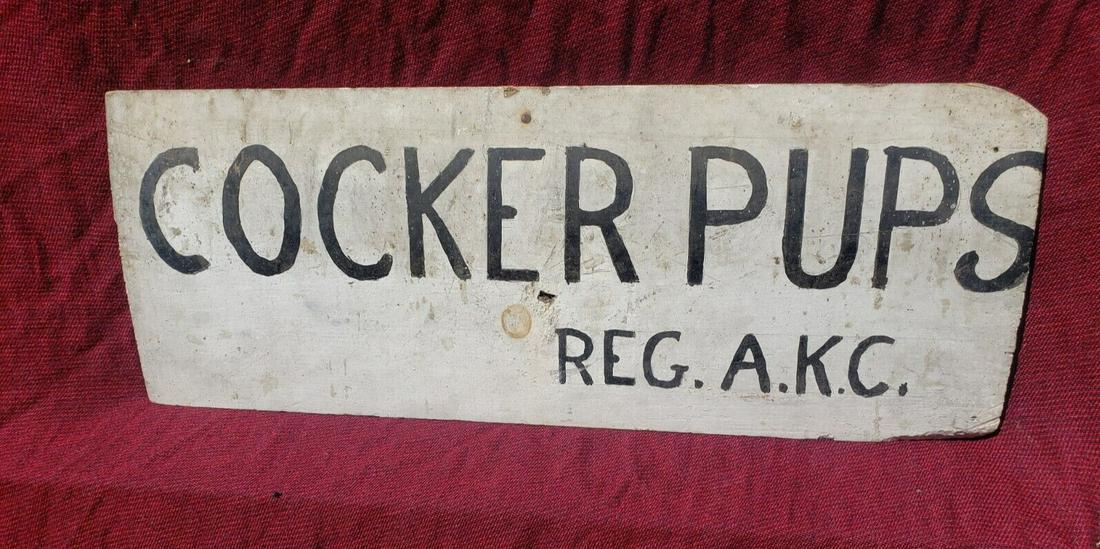 COCKER PUPS
REG. A.K.C.